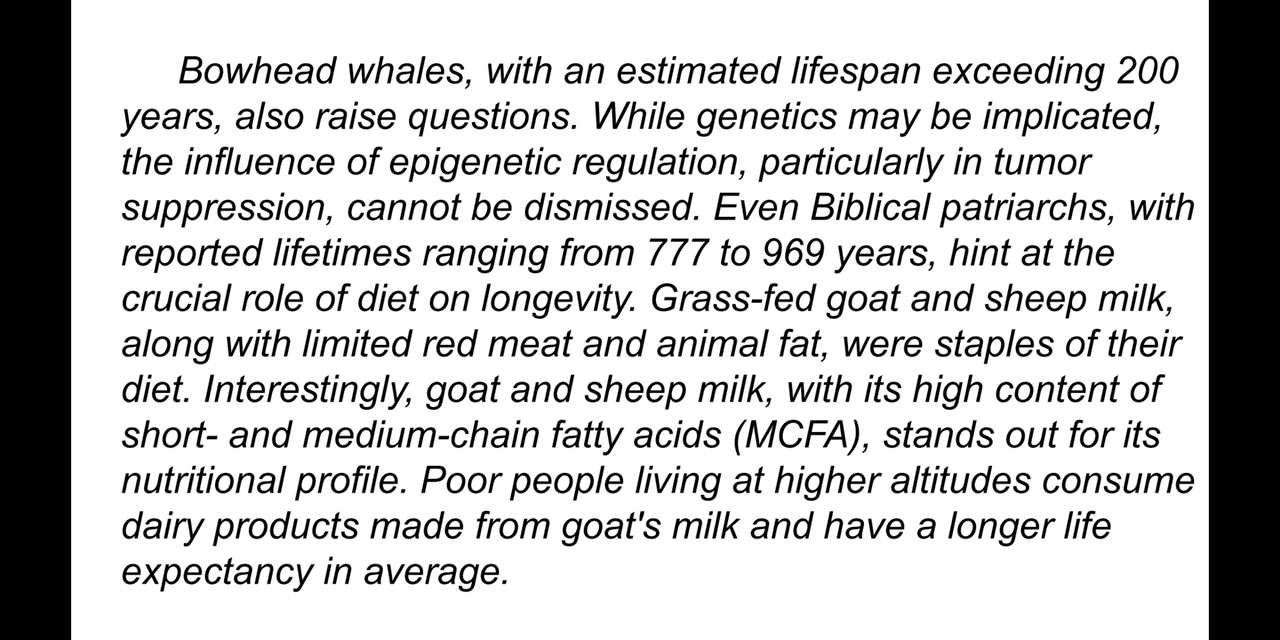 Bowhead whales, with an estimated lifespan exceeding 200
years, also raise questions. While genetics may be implicated,
the influence of epigenetic regulation, particularly in tumor
suppression, cannot be dismissed. Even Biblical patriarchs, with
reported lifetimes ranging from 777 to 969 years, hint at the
crucial role of diet on longevity. Grass-fed goat and sheep milk,
along with limited red meat and animal fat, were staples of their
diet. Interestingly, goat and sheep milk, with its high content of
short- and medium-chain fatty acids (MCFA), stands out for its
nutritional profile. Poor people living at higher altitudes consume
dairy products made from goat's milk and have a longer life
expectancy in average.